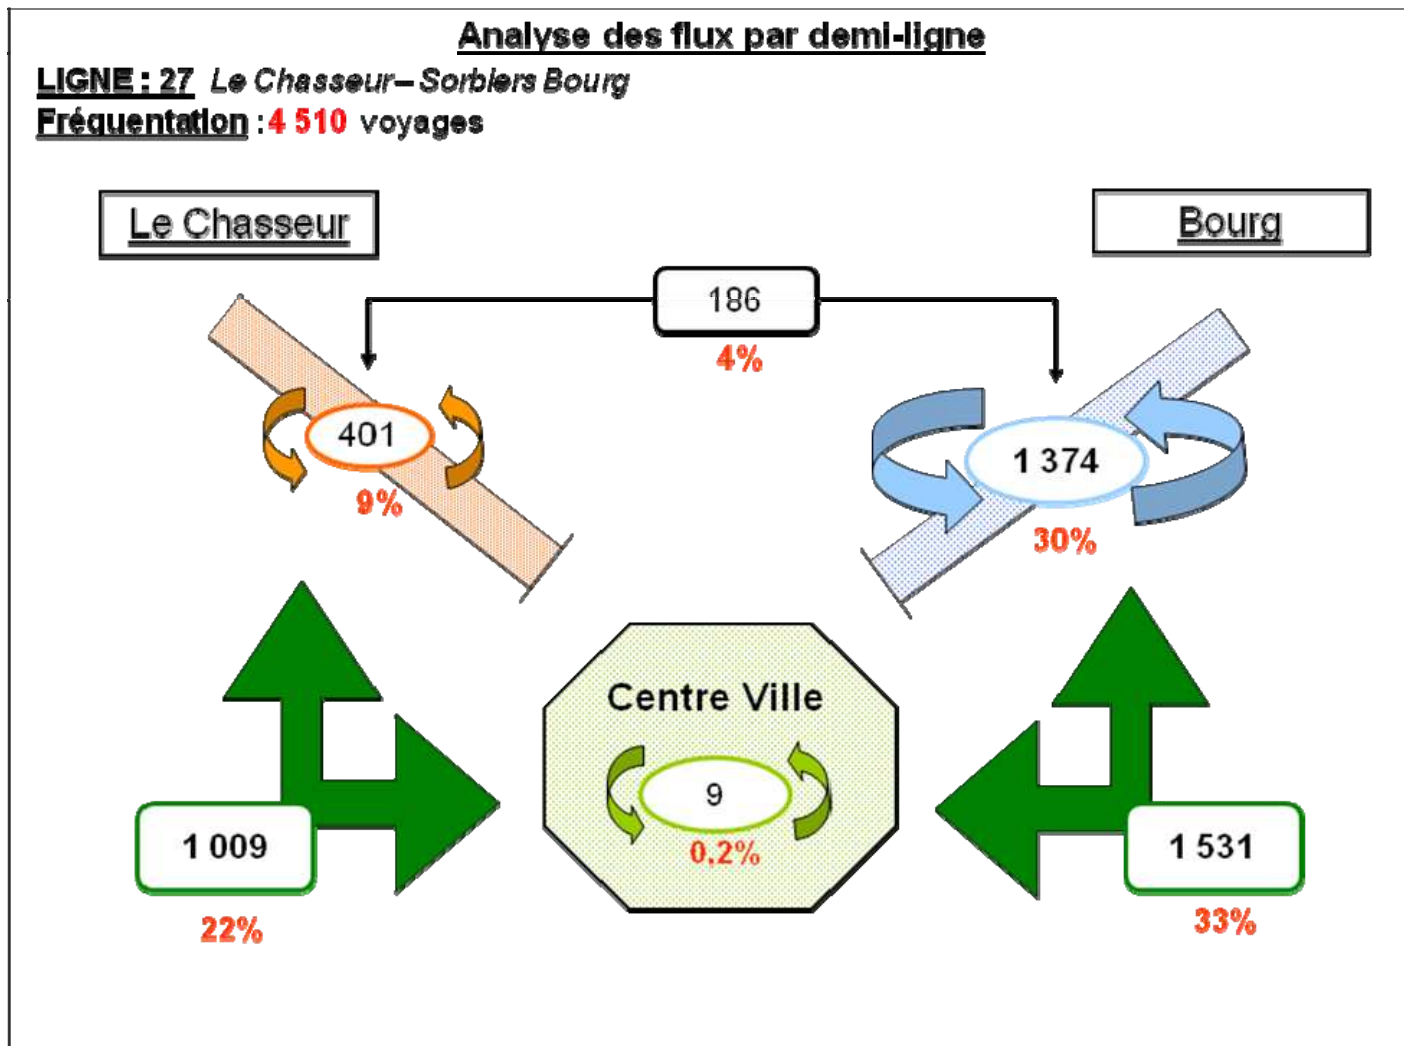 Analyse des flux par demi-ligne
LIGNE : 27 Le Chasseur – Sorbiers Bourg
Fréquentation : 4 510 voyages
Le Chasseur
Bourg
186
4%
401
9%
1 374
30%
Centre Ville
9
0.2%
1 009
22%
1 531
33%